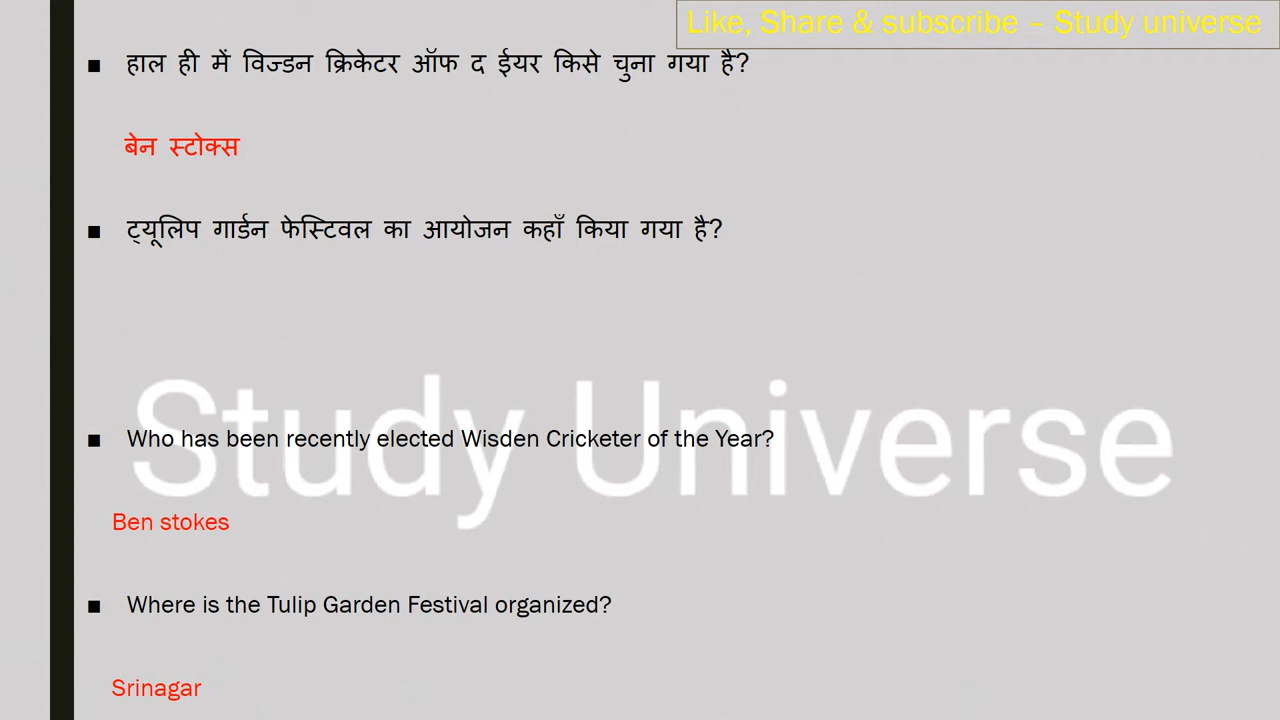 Like, Share & subscribe – Study universe
▪ हाल ही में विज्डन क्रिकेटर ऑफ द ईयर किसे चुना गया है?
बेन स्टोक्स
▪ ट्यूलिप गार्डन फेस्टिवल का आयोजन कहाँ किया गया है?
Study Universe
▪ Who has been recently elected Wisden Cricketer of the Year?
Ben stokes
▪ Where is the Tulip Garden Festival organized?
Srinagar